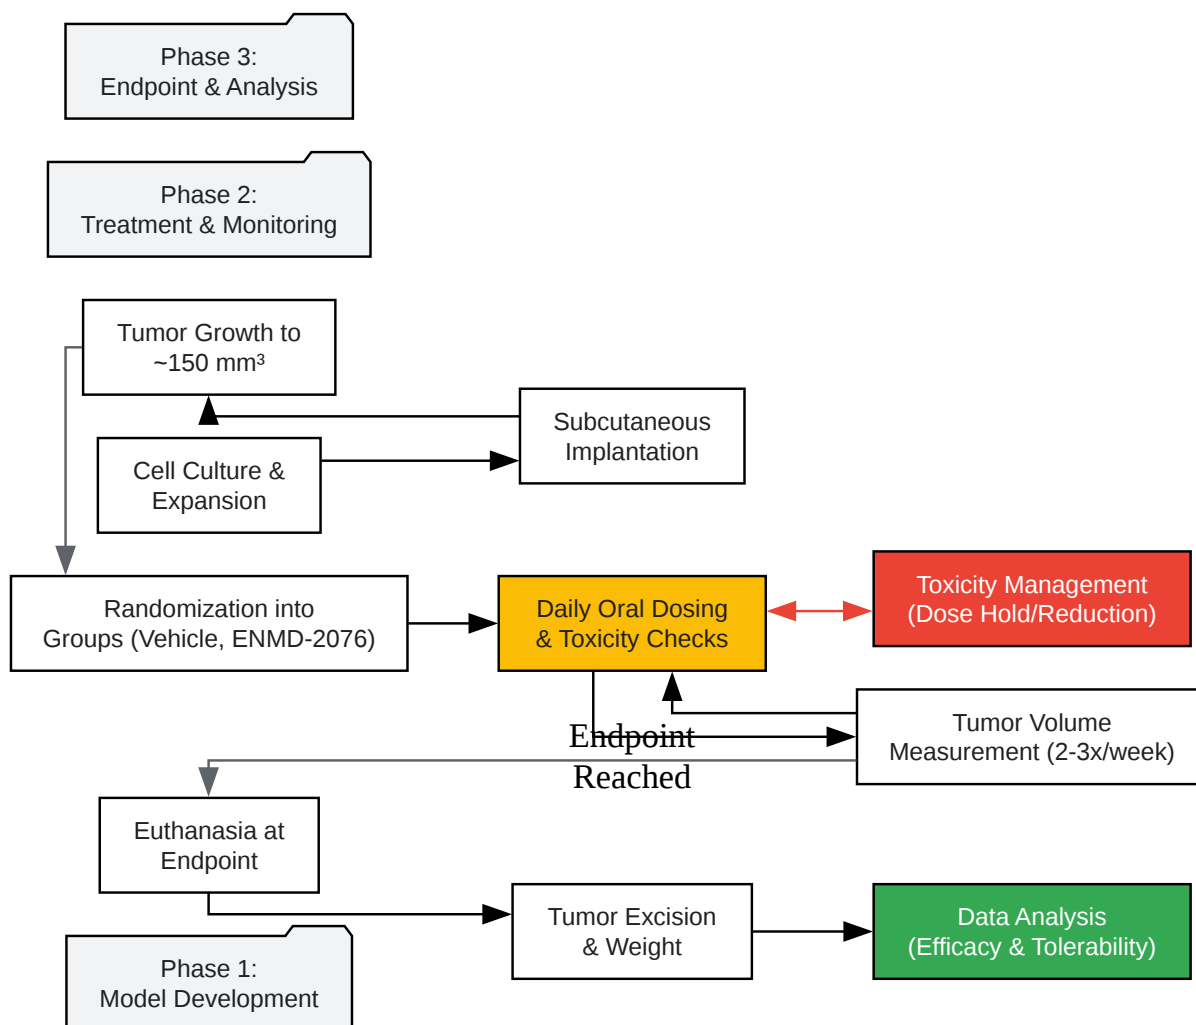 Phase 3:
Endpoint & Analysis
Phase 2:
Treatment & Monitoring
Tumor Growth to
~150 mm³
Subcutaneous
Implantation
Cell Culture &
Expansion
Randomization into
Groups (Vehicle, ENMD-2076)
Daily Oral Dosing
& Toxicity Checks
Toxicity Management
(Dose Hold/Reduction)
Tumor Volume
Measurement (2-3x/week)
Endpoint
Reached
Euthanasia at
Endpoint
Tumor Excision
& Weight
Data Analysis
(Efficacy & Tolerability)
Phase 1:
Model Development